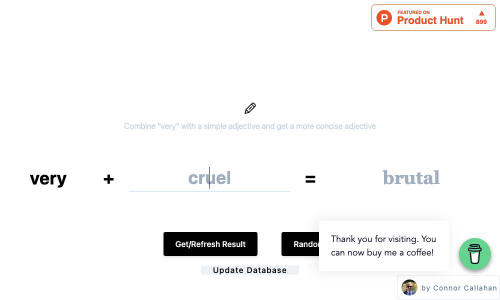 FEATURED ON
Product Hunt
899
Combine "very" with a simple adjective and get a more concise adjective
very + cruel = brutal
Get/Refresh Result
Random
Thank you for visiting. You
can now buy me a coffee!
Update Database
by Connor Callahan